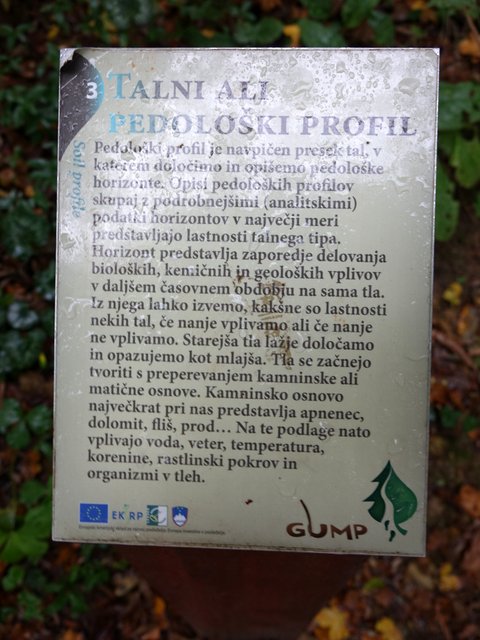 3 TALNI ALI
PEDOLOŠKI PROFIL
Soil profile
Pedološki profil je navpičen presek tal, v
katerem določimo in opišemo pedološke
horizonte. Opisi pedoloških profilov
skupaj z podrobnejšimi (analitskimi)
podatki horizontov v največji meri
predstavljajo lastnosti talnega tipa.
Horizont predstavlja zaporedje delovanja
bioloških, kemičnih in geoloških vplivov
v daljšem časovnem obdobju na sama tla.
Iz njega lahko izvemo, kakšne so lastnosti
nekih tal, če nanje vplivamo ali če nanje
ne vplivamo. Starejša tla lažje določamo
in opazujemo kot mlajša. Tla se začnejo
tvoriti s preperevanjem kamninske ali
matične osnove. Kamninsko osnovo
največkrat pri nas predstavlja apnenec,
dolomit, fliš, prod... Na te podlage nato
vplivajo voda, veter, temperatura,
korenine, rastlinski pokrov in
organizmi v tleh.
GUMP